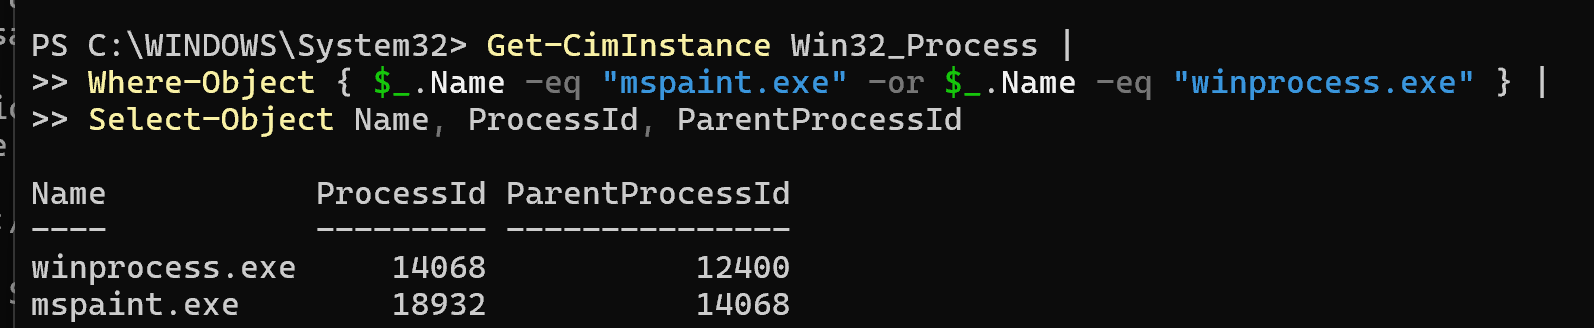 PS C:\WINDOWS\System32> Get-CimInstance Win32_Process |
>> Where-Object { $_.Name -eq "mspaint.exe" -or $_.Name -eq "winprocess.exe" } |
>> Select-Object Name, ProcessId, ParentProcessId

Name           ProcessId ParentProcessId
----           --------- ---------------
winprocess.exe     14068           12400
mspaint.exe        18932           14068